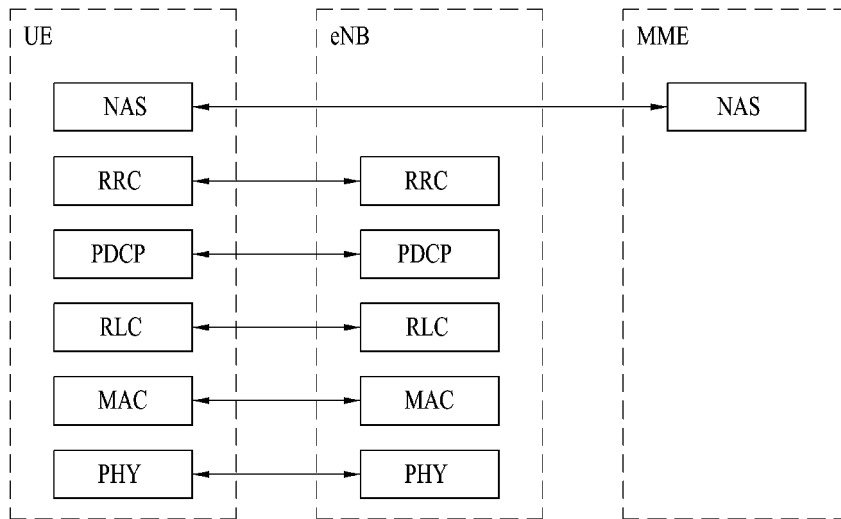 UE eNB MME
NAS NAS
RRC RRC
PDCP PDCP
RLC RLC
MAC MAC
PHY PHY